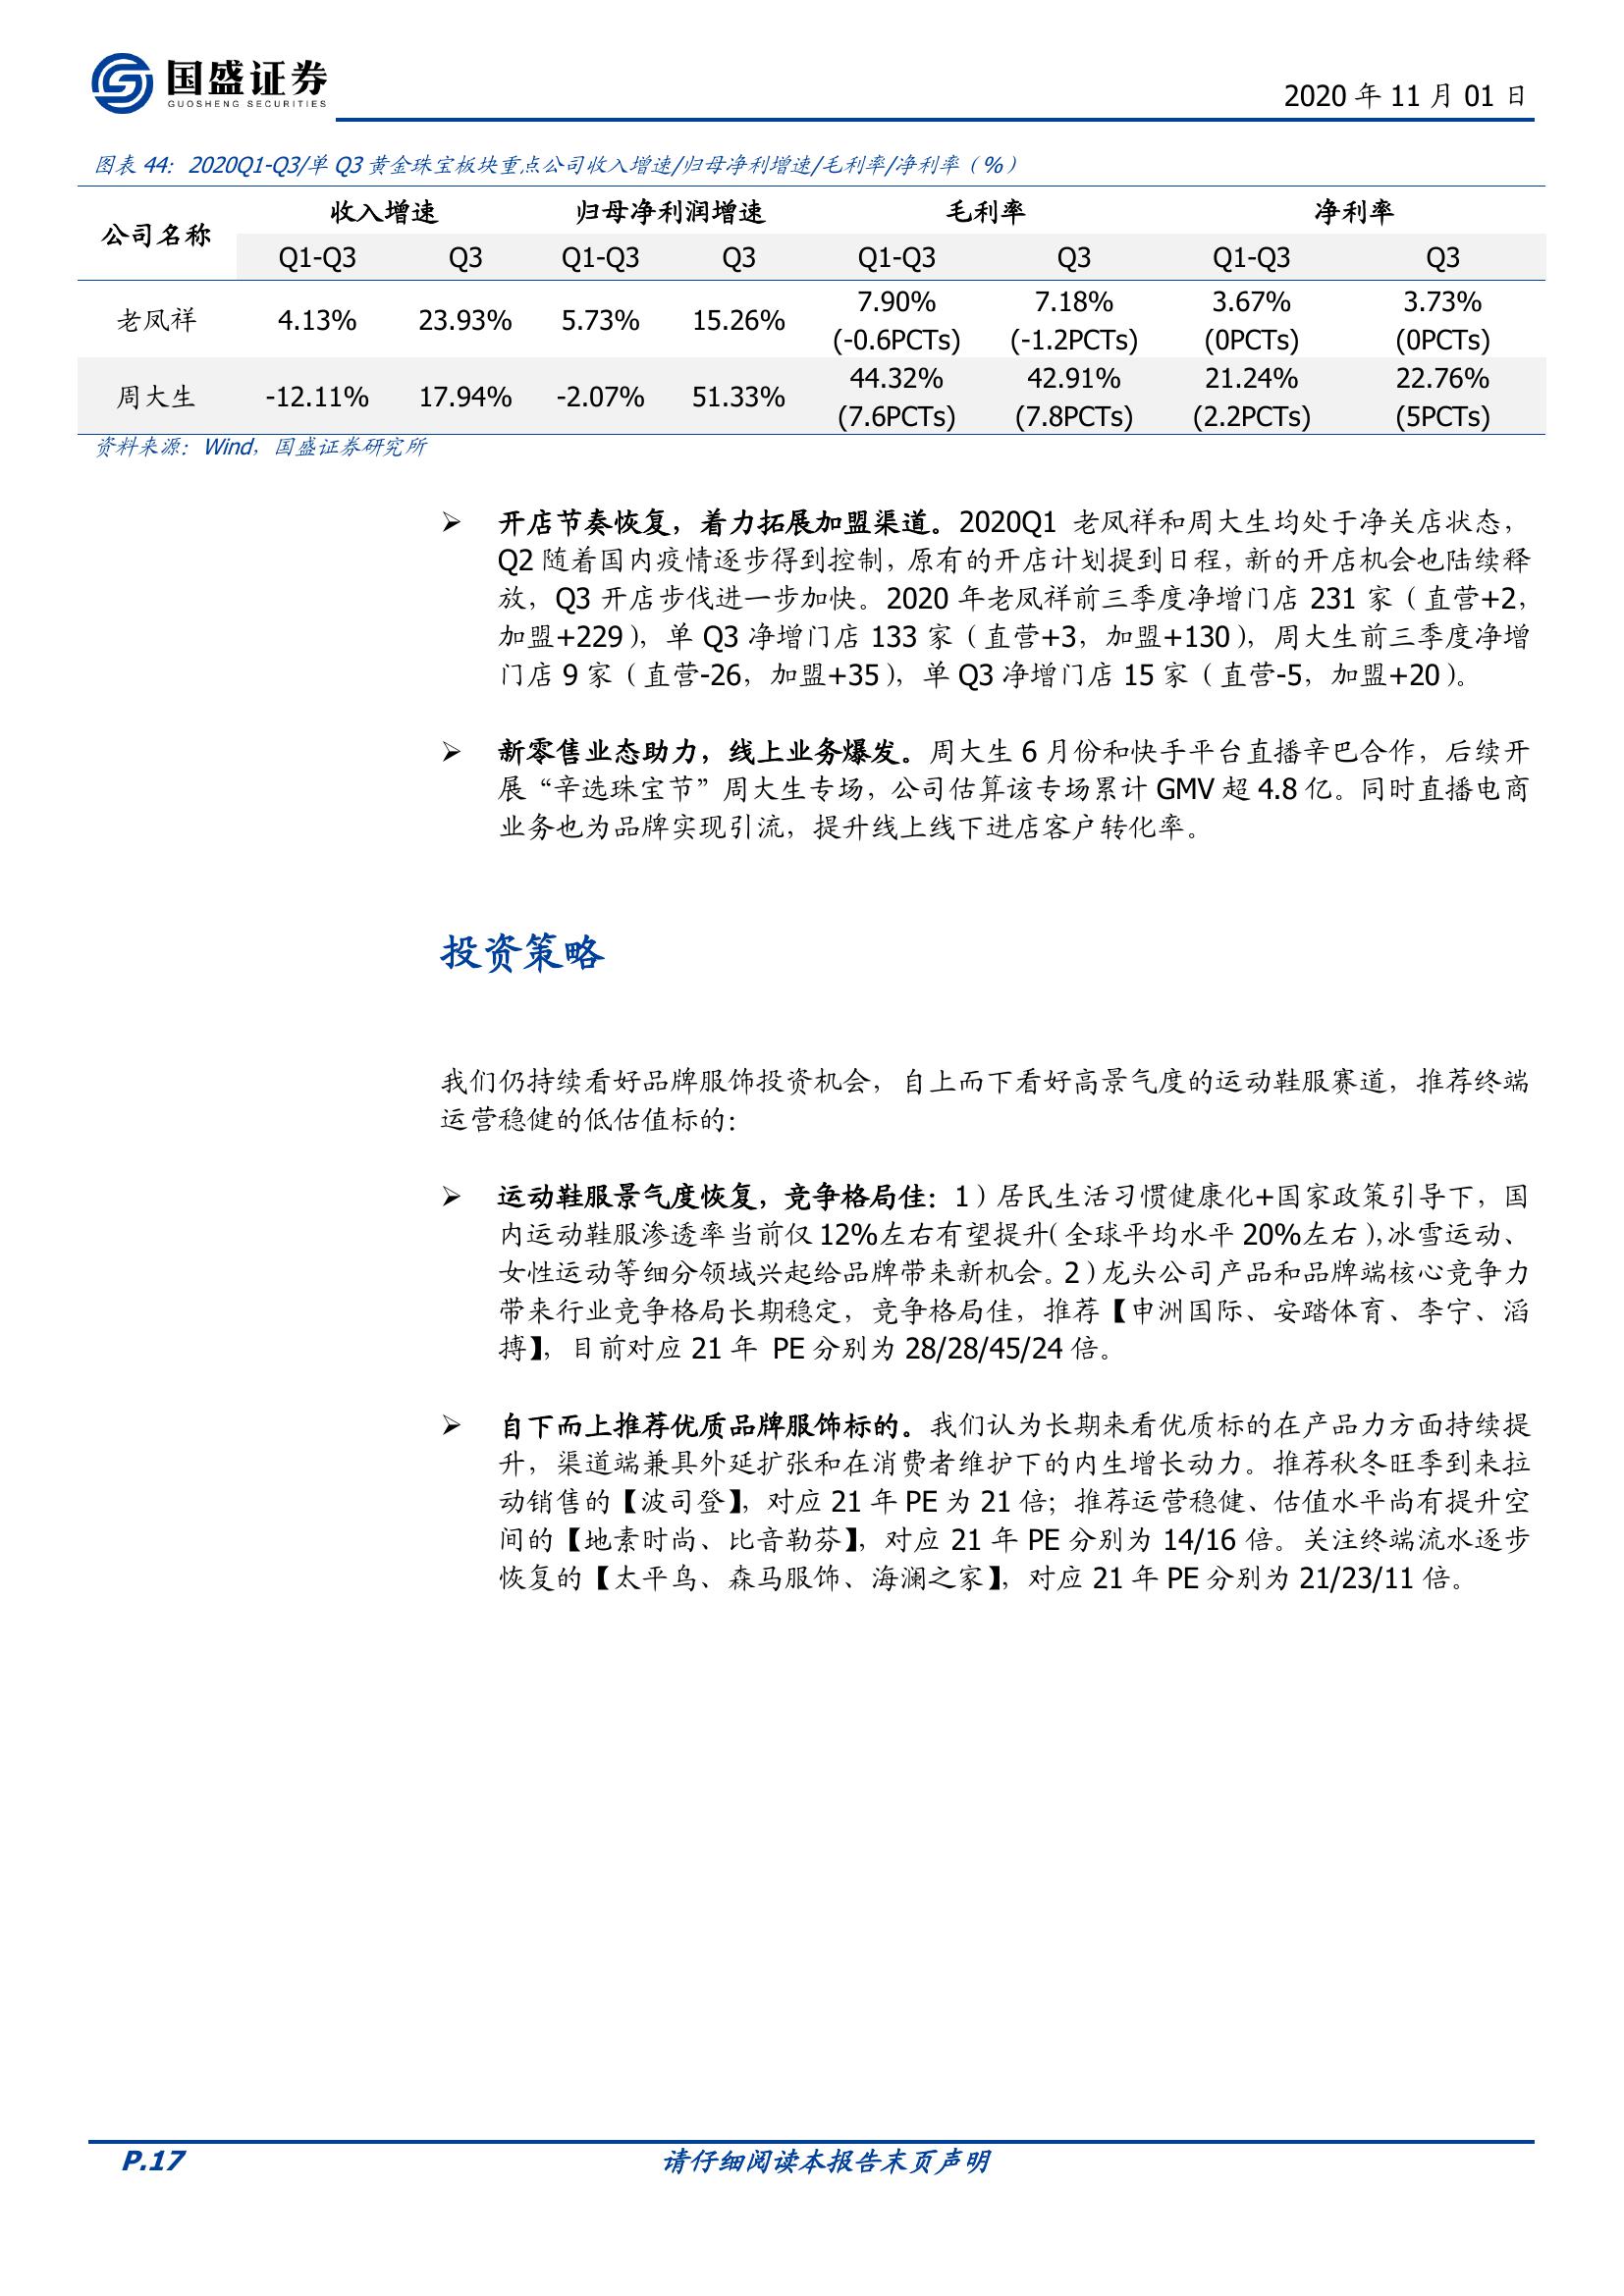 国盛证券
GUOSHENG SECURITIES
2020 年 11 月 01 日
图表 44：2020Q1-Q3/单 Q3 黄金珠宝板块重点公司收入增速/归母净利增速/毛利率/净利率（%）
公司名称 收入增速 归母净利润增速 毛利率 净利率
Q1-Q3 Q3 Q1-Q3 Q3 Q1-Q3 Q3 Q1-Q3 Q3
老凤祥 4.13% 23.93% 5.73% 15.26% 7.90% 7.18% 3.67% 3.73%
(-0.6PCTs) (-1.2PCTs) (0PCTs) (0PCTs)
周大生 -12.11% 17.94% -2.07% 51.33% 44.32% 42.91% 21.24% 22.76%
(7.6PCTs) (7.8PCTs) (2.2PCTs) (5PCTs)
资料来源：Wind，国盛证券研究所
➢ 开店节奏恢复，着力拓展加盟渠道。2020Q1 老凤祥和周大生均处于净关店状态，
Q2 随着国内疫情逐步得到控制，原有的开店计划提到日程，新的开店机会也陆续释
放，Q3 开店步伐进一步加快。2020 年老凤祥前三季度净增门店 231 家（直营+2，
加盟+229），单 Q3 净增门店 133 家（直营+3，加盟+130），周大生前三季度净增
门店 9 家（直营-26，加盟+35），单 Q3 净增门店 15 家（直营-5，加盟+20）。
➢ 新零售业态助力，线上业务爆发。周大生 6 月份和快手平台直播辛巴合作，后续开
展“辛选珠宝节”周大生专场，公司估算该专场累计 GMV 超 4.8 亿。同时直播电商
业务也为品牌实现引流，提升线上线下进店客户转化率。
投资策略
我们仍持续看好品牌服饰投资机会，自上而下看好高景气度的运动鞋服赛道，推荐终端
运营稳健的低估值标的：
➢ 运动鞋服景气度恢复，竞争格局佳：1）居民生活习惯健康化+国家政策引导下，国
内运动鞋服渗透率当前仅 12%左右有望提升（全球平均水平 20%左右），冰雪运动、
女性运动等细分领域兴起给品牌带来新机会。2）龙头公司产品和品牌端核心竞争力
带来行业竞争格局长期稳定，竞争格局佳，推荐【申洲国际、安踏体育、李宁、滔
搏】，目前对应 21 年 PE 分别为 28/28/45/24 倍。
➢ 自下而上推荐优质品牌服饰标的。我们认为长期来看优质标的在产品力方面持续提
升，渠道端兼具外延扩张和在消费者维护下的内生增长动力。推荐秋冬旺季到来拉
动销售的【波司登】，对应 21 年 PE 为 21 倍；推荐运营稳健、估值水平尚有提升空
间的【地素时尚、比音勒芬】，对应 21 年 PE 分别为 14/16 倍。关注终端流水逐步
恢复的【太平鸟、森马服饰、海澜之家】，对应 21 年 PE 分别为 21/23/11 倍。
P.17 请仔细阅读本报告末页声明